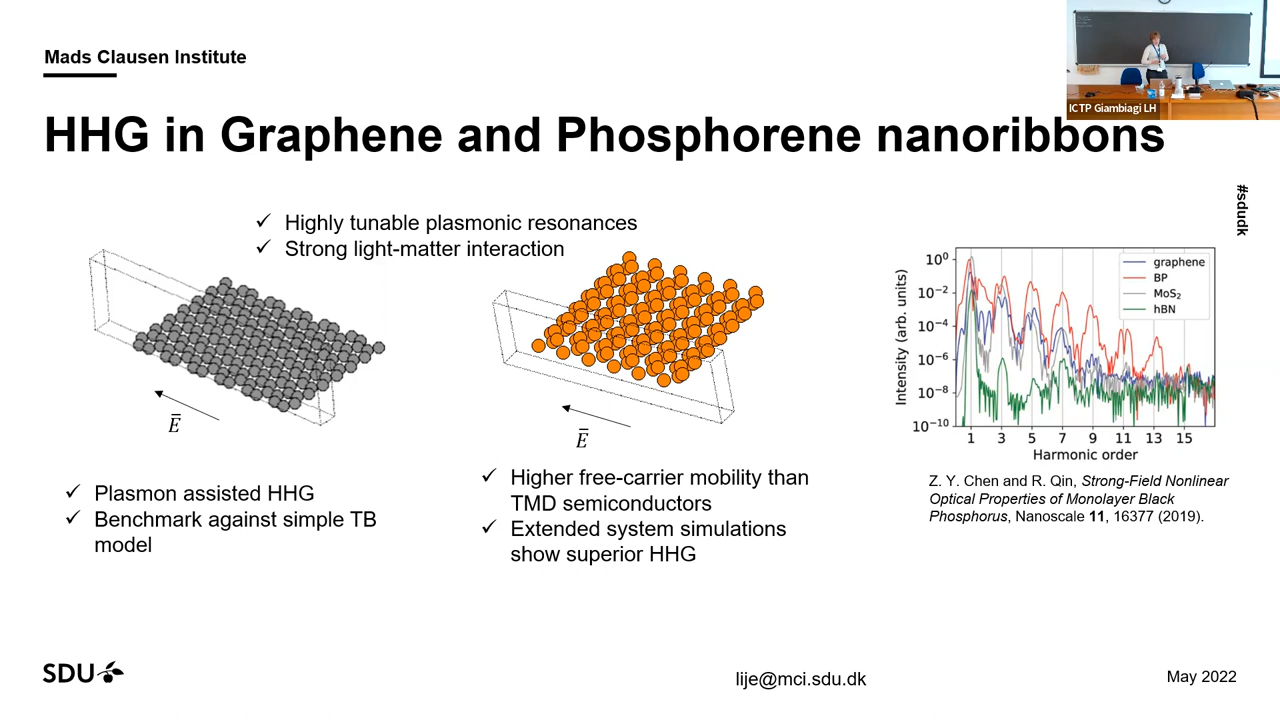 Mads Clausen Institute
ICTP Giambiagi LH
HHG in Graphene and Phosphorene nanoribbons
#sdudk
✓ Highly tunable plasmonic resonances
✓ Strong light-matter interaction
E̅
E̅
✓ Plasmon assisted HHG
✓ Benchmark against simple TB
model
✓ Higher free-carrier mobility than
TMD semiconductors
✓ Extended system simulations
show superior HHG
Intensity (arb. units)
10⁰
10⁻²
10⁻⁴
10⁻⁶
10⁻⁸
10⁻¹⁰
graphene
BP
MoS₂
hBN
1 3 5 7 9 11 13 15
Harmonic order
Z. Y. Chen and R. Qin, Strong-Field Nonlinear
Optical Properties of Monolayer Black
Phosphorus, Nanoscale 11, 16377 (2019).
SDU
lije@mci.sdu.dk
May 2022